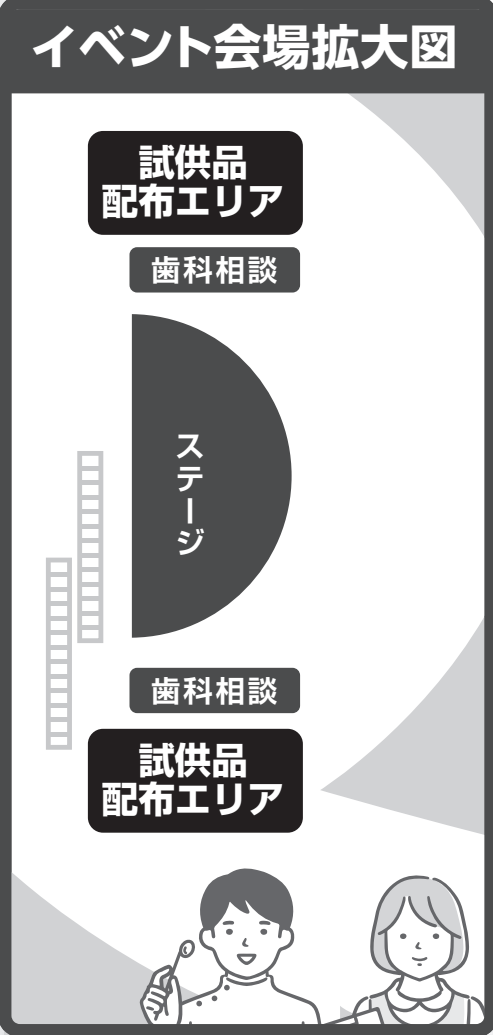 イベント会場拡大図
試供品
配布エリア
歯科相談
ステージ
歯科相談
試供品
配布エリア